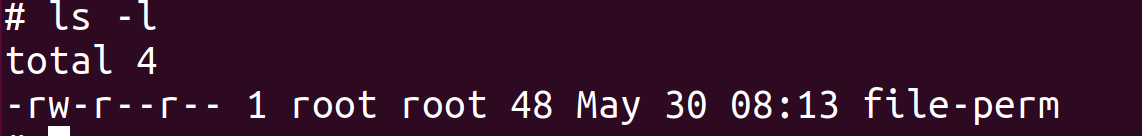 # ls -l
total 4
-rw-r--r-- 1 root root 48 May 30 08:13 file-perm
#